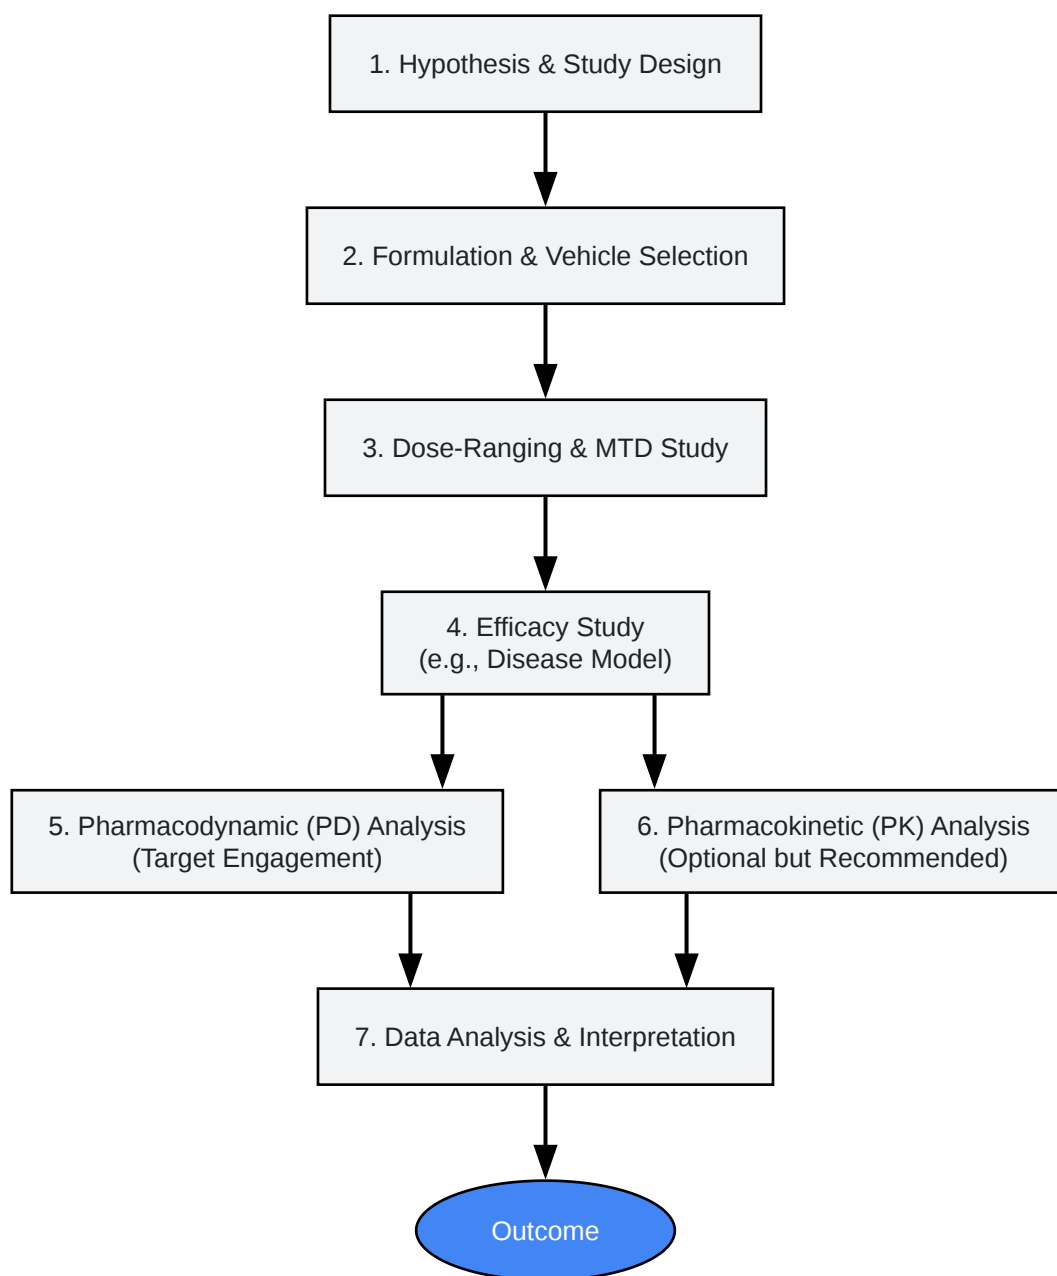 1. Hypothesis & Study Design
2. Formulation & Vehicle Selection
3. Dose-Ranging & MTD Study
4. Efficacy Study
(e.g., Disease Model)
5. Pharmacodynamic (PD) Analysis
(Target Engagement)
6. Pharmacokinetic (PK) Analysis
(Optional but Recommended)
7. Data Analysis & Interpretation
Outcome